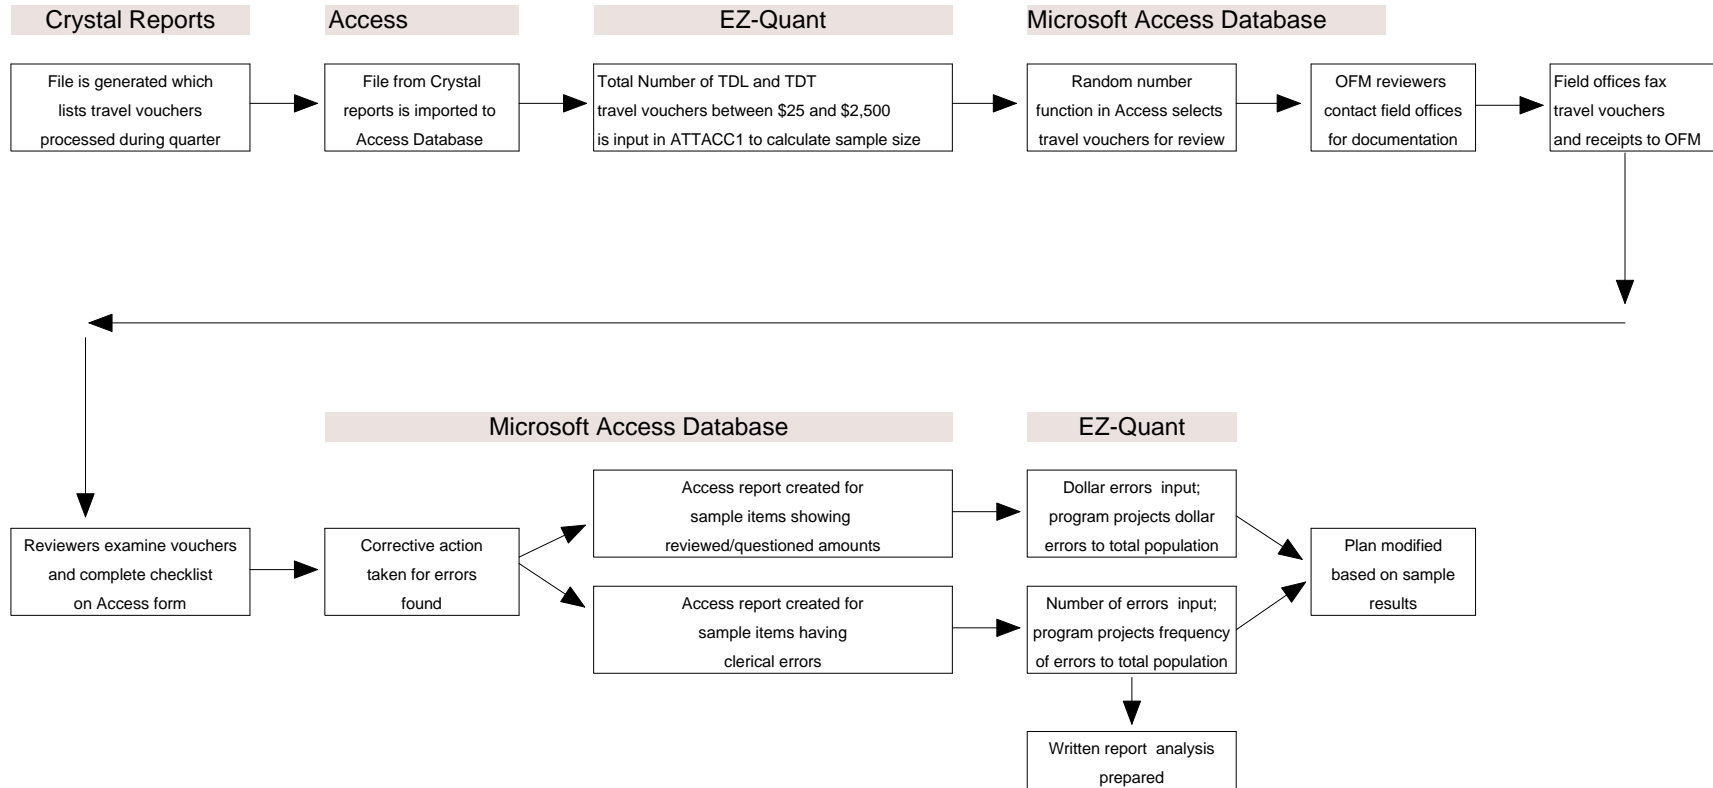 Crystal Reports
Access
EZ-Quant
Microsoft Access Database
File is generated which
lists travel vouchers
processed during quarter
File from Crystal
reports is imported to
Access Database
Total Number of TDL and TDT
travel vouchers between $25 and $2,500
is input in ATTACC1 to calculate sample size
Random number
function in Access selects
travel vouchers for review
OFM reviewers
contact field offices
for documentation
Field offices fax
travel vouchers
and receipts to OFM
Microsoft Access Database
EZ-Quant
Reviewers examine vouchers
and complete checklist
on Access form
Corrective action
taken for errors
found
Access report created for
sample items showing
reviewed/questioned amounts
Access report created for
sample items having
clerical errors
Dollar errors input;
program projects dollar
errors to total population
Number of errors input;
program projects frequency
of errors to total population
Plan modified
based on sample
results
Written report analysis
prepared